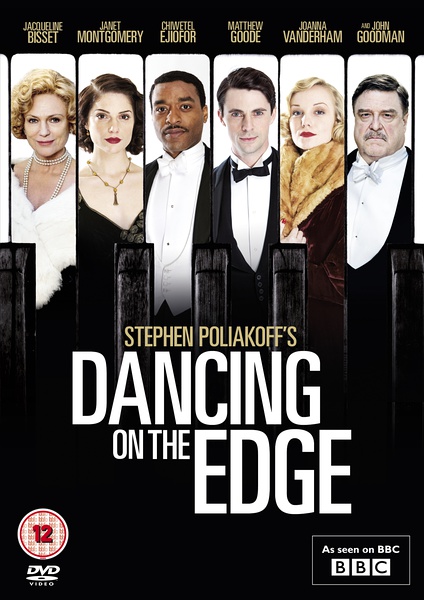 JACQUELINE BISSET
JANET MONTGOMERY
CHIWETEL EJIOFOR
MATTHEW GOODE
JOANNA VANDERHAM
AND JOHN GOODMAN
STEPHEN POLIAKOFF'S
DANCING
ON THE EDGE
12
DVD
VIDEO
As seen on BBC
BBC